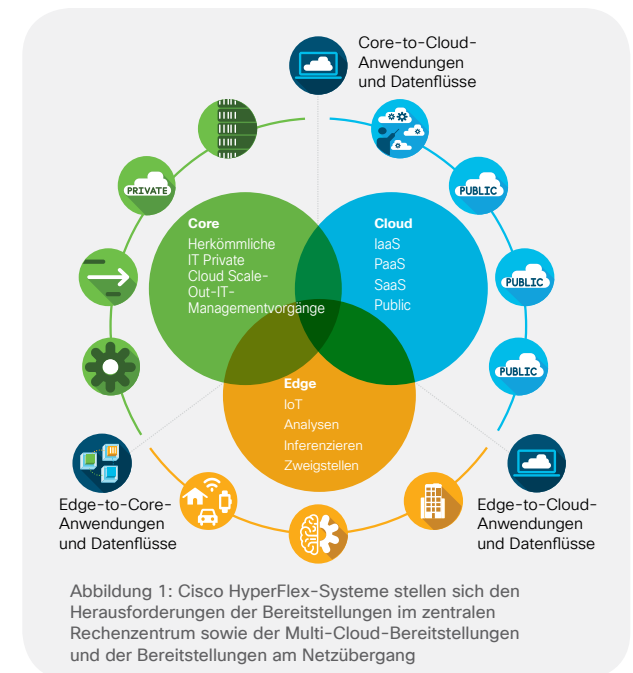 Core-to-Cloud-
Anwendungen
und Datenflüsse
PRIVATE
PUBLIC
PUBLIC
PUBLIC
Core
Herkömmliche
IT Private
Cloud Scale-
Out-IT-
Managementvorgänge
Cloud
IaaS
PaaS
SaaS
Public
Edge
IoT
Analysen
Inferenzieren
Zweigstellen
Edge-to-Core-
Anwendungen
und Datenflüsse
Edge-to-Cloud-
Anwendungen
und Datenflüsse
Abbildung 1: Cisco HyperFlex-Systeme stellen sich den
Herausforderungen der Bereitstellungen im zentralen
Rechenzentrum sowie der Multi-Cloud-Bereitstellungen
und der Bereitstellungen am Netzübergang